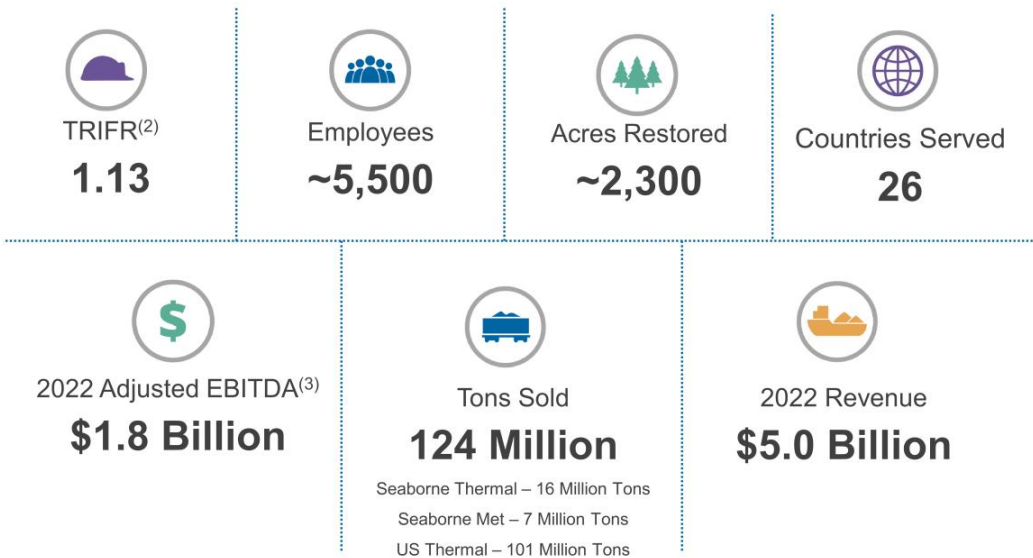 TRIFR(2)
1.13
Employees
~5,500
Acres Restored
~2,300
Countries Served
26
$
2022 Adjusted EBITDA(3)
$1.8 Billion
Tons Sold
124 Million
Seaborne Thermal – 16 Million Tons
Seaborne Met – 7 Million Tons
US Thermal – 101 Million Tons
2022 Revenue
$5.0 Billion